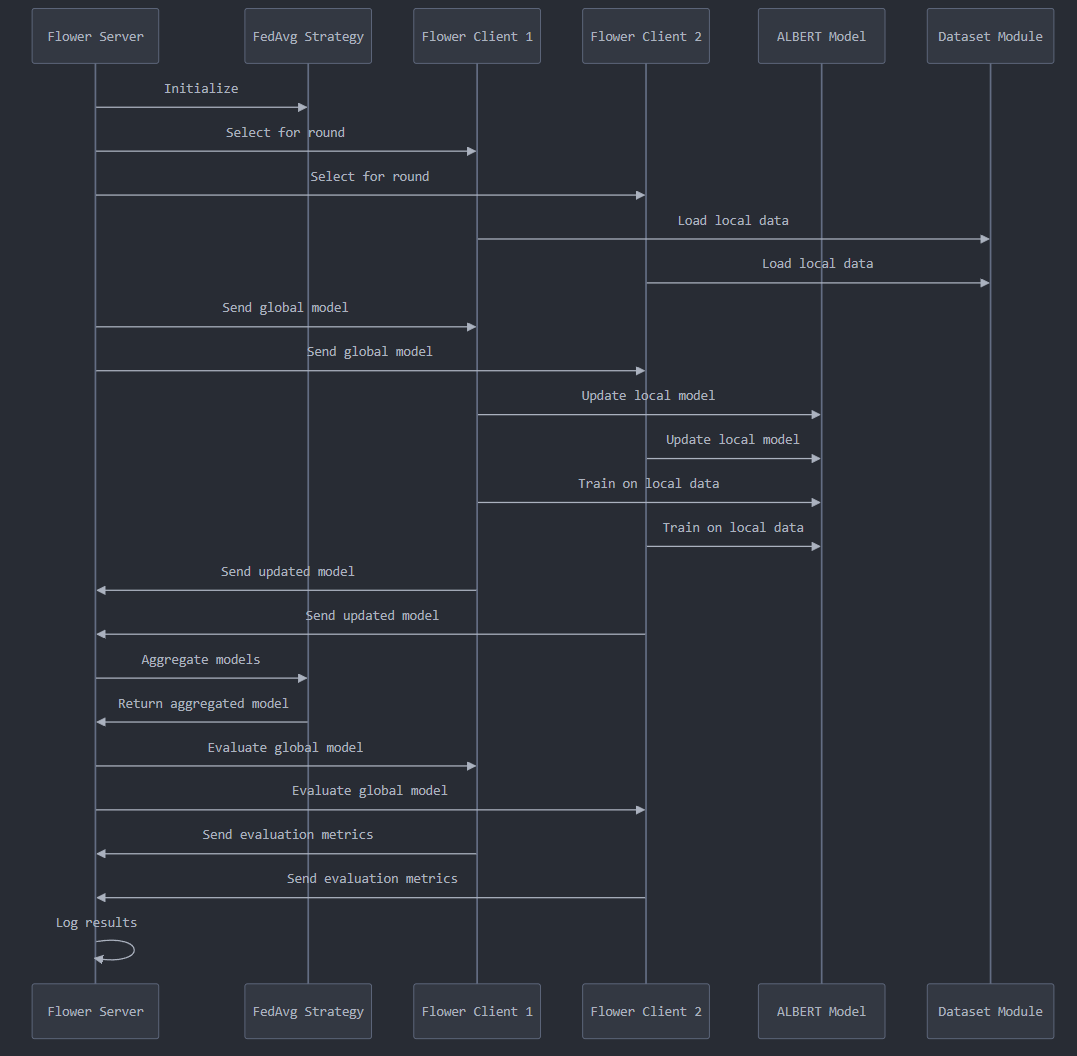 Flower Server
FedAvg Strategy
Flower Client 1
Flower Client 2
ALBERT Model
Dataset Module
Initialize
Select for round
Select for round
Load local data
Load local data
Send global model
Send global model
Update local model
Update local model
Train on local data
Train on local data
Send updated model
Send updated model
Aggregate models
Return aggregated model
Evaluate global model
Evaluate global model
Send evaluation metrics
Send evaluation metrics
Log results
Flower Server
FedAvg Strategy
Flower Client 1
Flower Client 2
ALBERT Model
Dataset Module